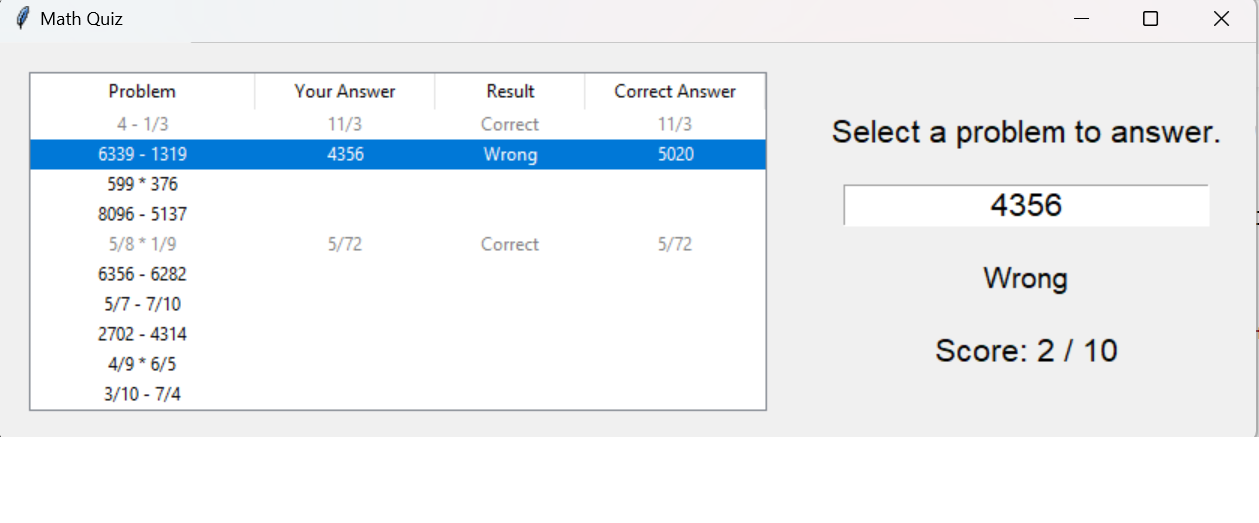 Math Quiz
Problem Your Answer Result Correct Answer
4 - 1/3 11/3 Correct 11/3
6339 - 1319 4356 Wrong 5020
599 * 376
8096 - 5137
5/8 * 1/9 5/72 Correct 5/72
6356 - 6282
5/7 - 7/10
2702 - 4314
4/9 * 6/5
3/10 - 7/4
Select a problem to answer.
4356
Wrong
Score: 2 / 10